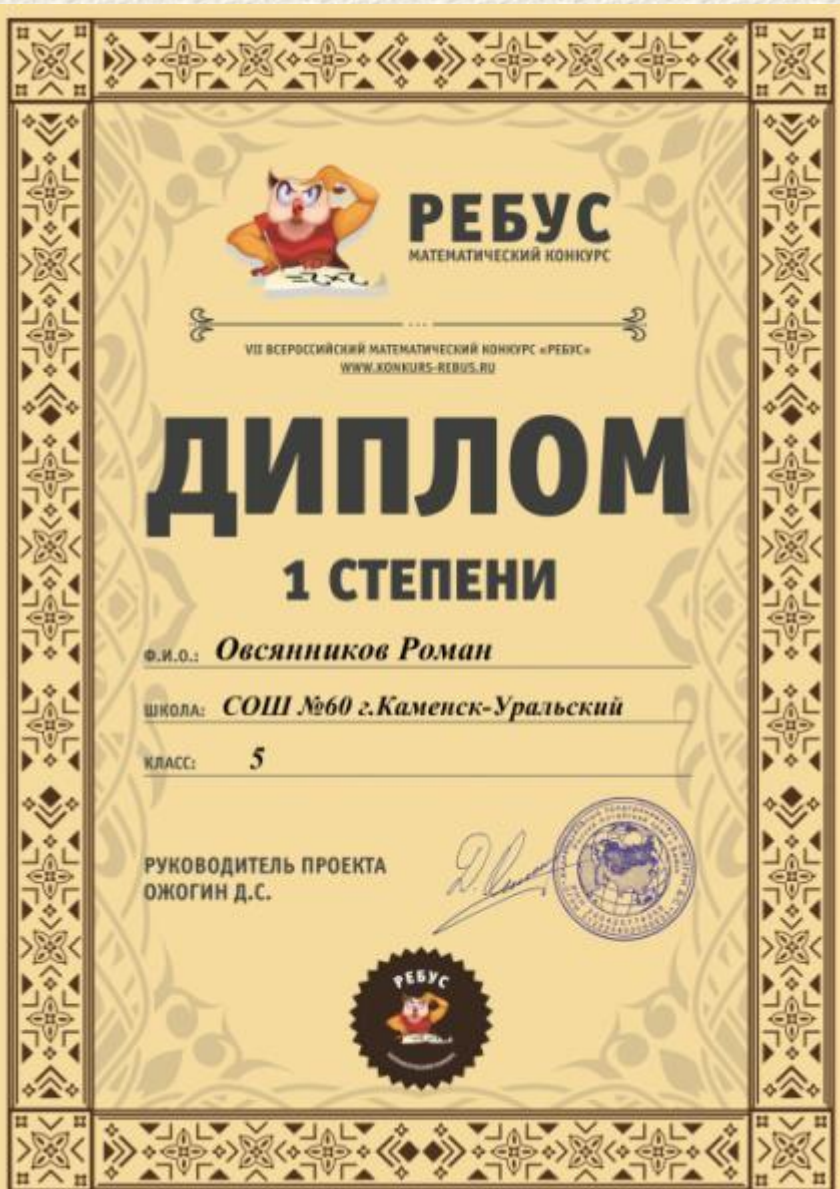 РЕБУС
МАТЕМАТИЧЕСКИЙ КОНКУРС
VII ВСЕРОССИЙСКИЙ МАТЕМАТИЧЕСКИЙ КОНКУРС «РЕБУС»
WWW.KONKURS-REBUS.RU
ДИПЛОМ
1 СТЕПЕНИ
Ф.И.О.: Овсянников Роман
ШКОЛА: СОШ №60 г.Каменск-Уральский
КЛАСС: 5
РУКОВОДИТЕЛЬ ПРОЕКТА
ОЖОГИН Д.С.
РЕБУС